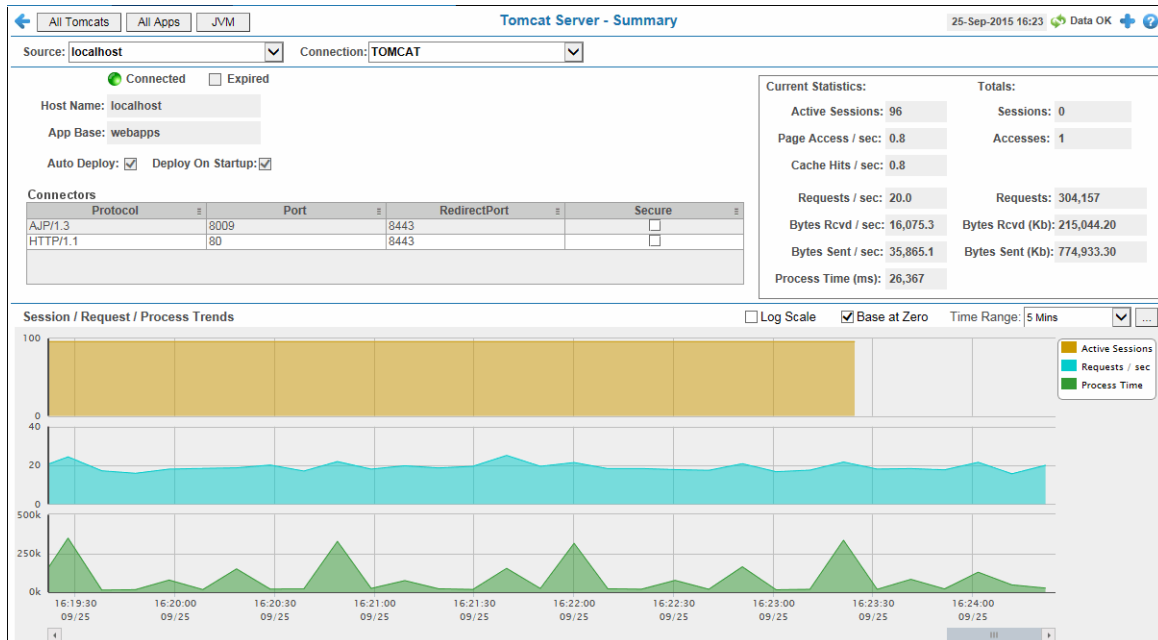 All Tomcats All Apps JVM Tomcat Server - Summary 25-Sep-2015 16:23 Data OK ?
Source: localhost Connection: TOMCAT
Connected Expired
Host Name: localhost
App Base: webapps
Auto Deploy: Deploy On Startup:
Connectors
Protocol Port RedirectPort Secure
AJP/1.3 8009 8443
HTTP/1.1 80 8443
Current Statistics: Totals:
Active Sessions: 96 Sessions: 0
Page Access / sec: 0.8 Accesses: 1
Cache Hits / sec: 0.8
Requests / sec: 20.0 Requests: 304,157
Bytes Rcvd / sec: 16,075.3 Bytes Rcvd (Kb): 215,044.20
Bytes Sent / sec: 35,865.1 Bytes Sent (Kb): 774,933.30
Process Time (ms): 26,367
Session / Request / Process Trends Log Scale Base at Zero Time Range: 5 Mins ...
100
0
40
20
0
500k
250k
0k
Active Sessions
Requests / sec
Process Time
16:19:30 16:20:00 16:20:30 16:21:00 16:21:30 16:22:00 16:22:30 16:23:00 16:23:30 16:24:00
09/25 09/25 09/25 09/25 09/25 09/25 09/25 09/25 09/25 09/25